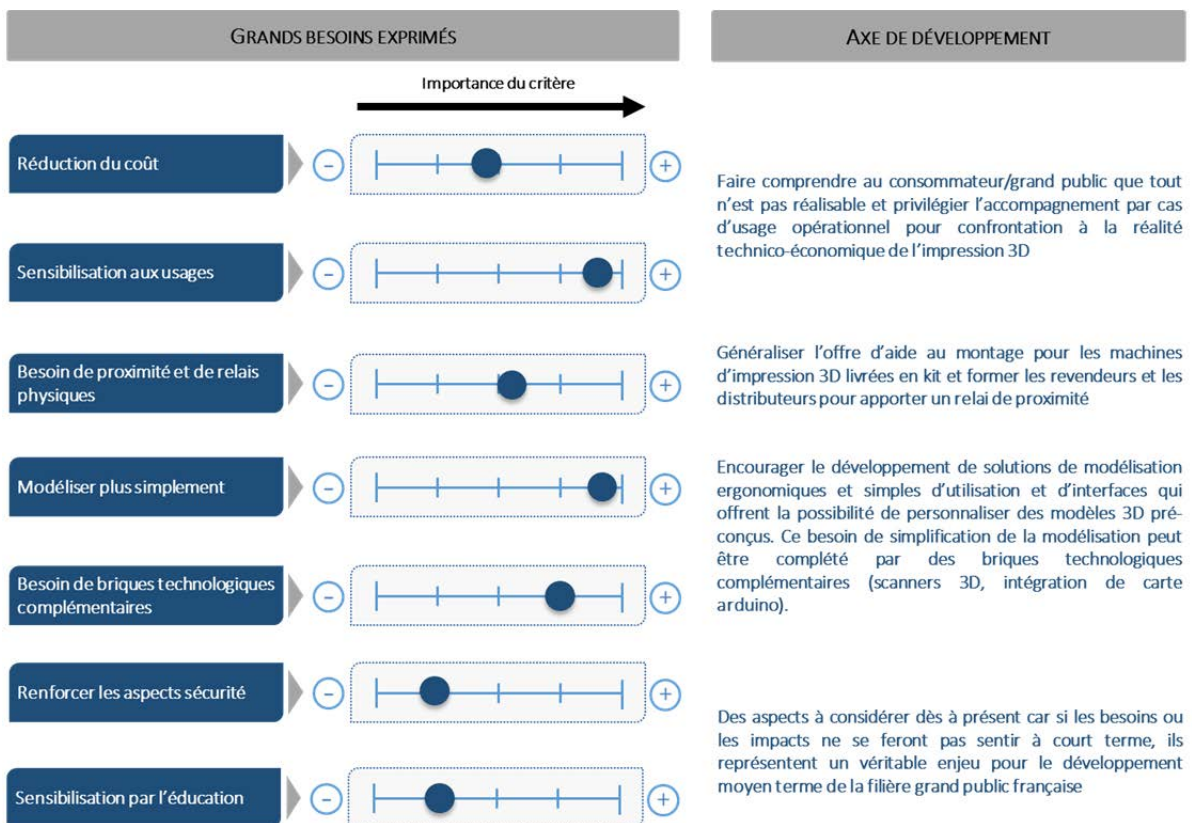 GRANDS BESOINS EXPRIMÉS
AXE DE DÉVELOPPEMENT
Importance du critère
Réduction du coût
- +
Sensibilisation aux usages
- +
Faire comprendre au consommateur/grand public que tout
n'est pas réalisable et privilégier l'accompagnement par cas
d'usage opérationnel pour confrontation à la réalité
technico-économique de l'impression 3D
Besoin de proximité et de relais
physiques
- +
Généraliser l'offre d'aide au montage pour les machines
d'impression 3D livrées en kit et former les revendeurs et les
distributeurs pour apporter un relai de proximité
Modéliser plus simplement
- +
Besoin de briques technologiques
complémentaires
- +
Encourager le développement de solutions de modélisation
ergonomiques et simples d'utilisation et d'interfaces qui
offrent la possibilité de personnaliser des modèles 3D pré-
conçus. Ce besoin de simplification de la modélisation peut
être complété par des briques technologiques
complémentaires (scanners 3D, intégration de carte
arduino).
Renforcer les aspects sécurité
- +
Sensibilisation par l'éducation
- +
Des aspects à considérer dès à présent car si les besoins ou
les impacts ne se feront pas sentir à court terme, ils
représentent un véritable enjeu pour le développement
moyen terme de la filière grand public française